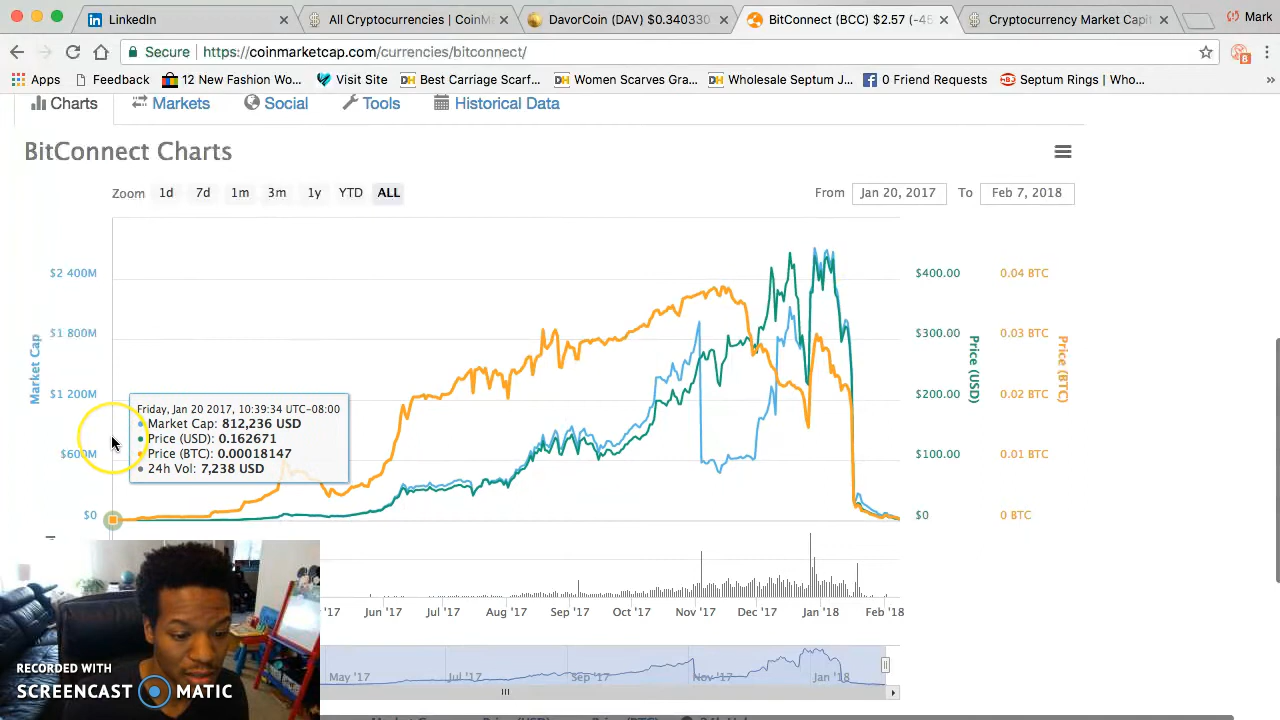 LinkedIn × All Cryptocurrencies | CoinM × DavorCoin (DAV) $0.340330 × BitConnect (BCC) $2.57 (-45 × Cryptocurrency Market Capit × Mark
Secure https://coinmarketcap.com/currencies/bitconnect/
Apps Feedback 12 New Fashion Wo... Visit Site DH Best Carriage Scarf... DH Women Scarves Gra... DH Wholesale Septum J... 0 Friend Requests Septum Rings | Who... »
Charts Markets Social Tools Historical Data
BitConnect Charts
Zoom 1d 7d 1m 3m 1y YTD ALL From Jan 20, 2017 To Feb 7, 2018
$2 400M $400.00 0.04 BTC
$1 800M $300.00 0.03 BTC
Market Cap
Price (USD)
Price (BTC)
$1 200M $200.00 0.02 BTC
Friday, Jan 20 2017, 10:39:34 UTC-08:00
Market Cap: 812,236 USD
Price (USD): 0.162671
$600M $100.00 0.01 BTC
Price (BTC): 0.00018147
24h Vol: 7,238 USD
$0 $0 0 BTC
'17 Jun '17 Jul '17 Aug '17 Sep '17 Oct '17 Nov '17 Dec '17 Jan '18 Feb '18
May '17 Jul '17 Sep '17 Nov '17 Jan '18
RECORDED WITH
SCREENCAST MATIC